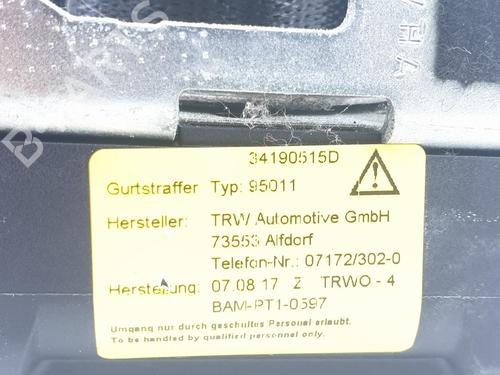 34190515D
Gurtstraffer Typ: 95011
Hersteller: TRW Automotive GmbH
73553 Alfdorf
Telefon-Nr.: 07172/302-0
Herstellung: 07.08 17 Z TRWO - 4
BAM-PT1-0597
Umgang nur durch geschultes Personal erlaubt.
To be handled by qualified personnel only.